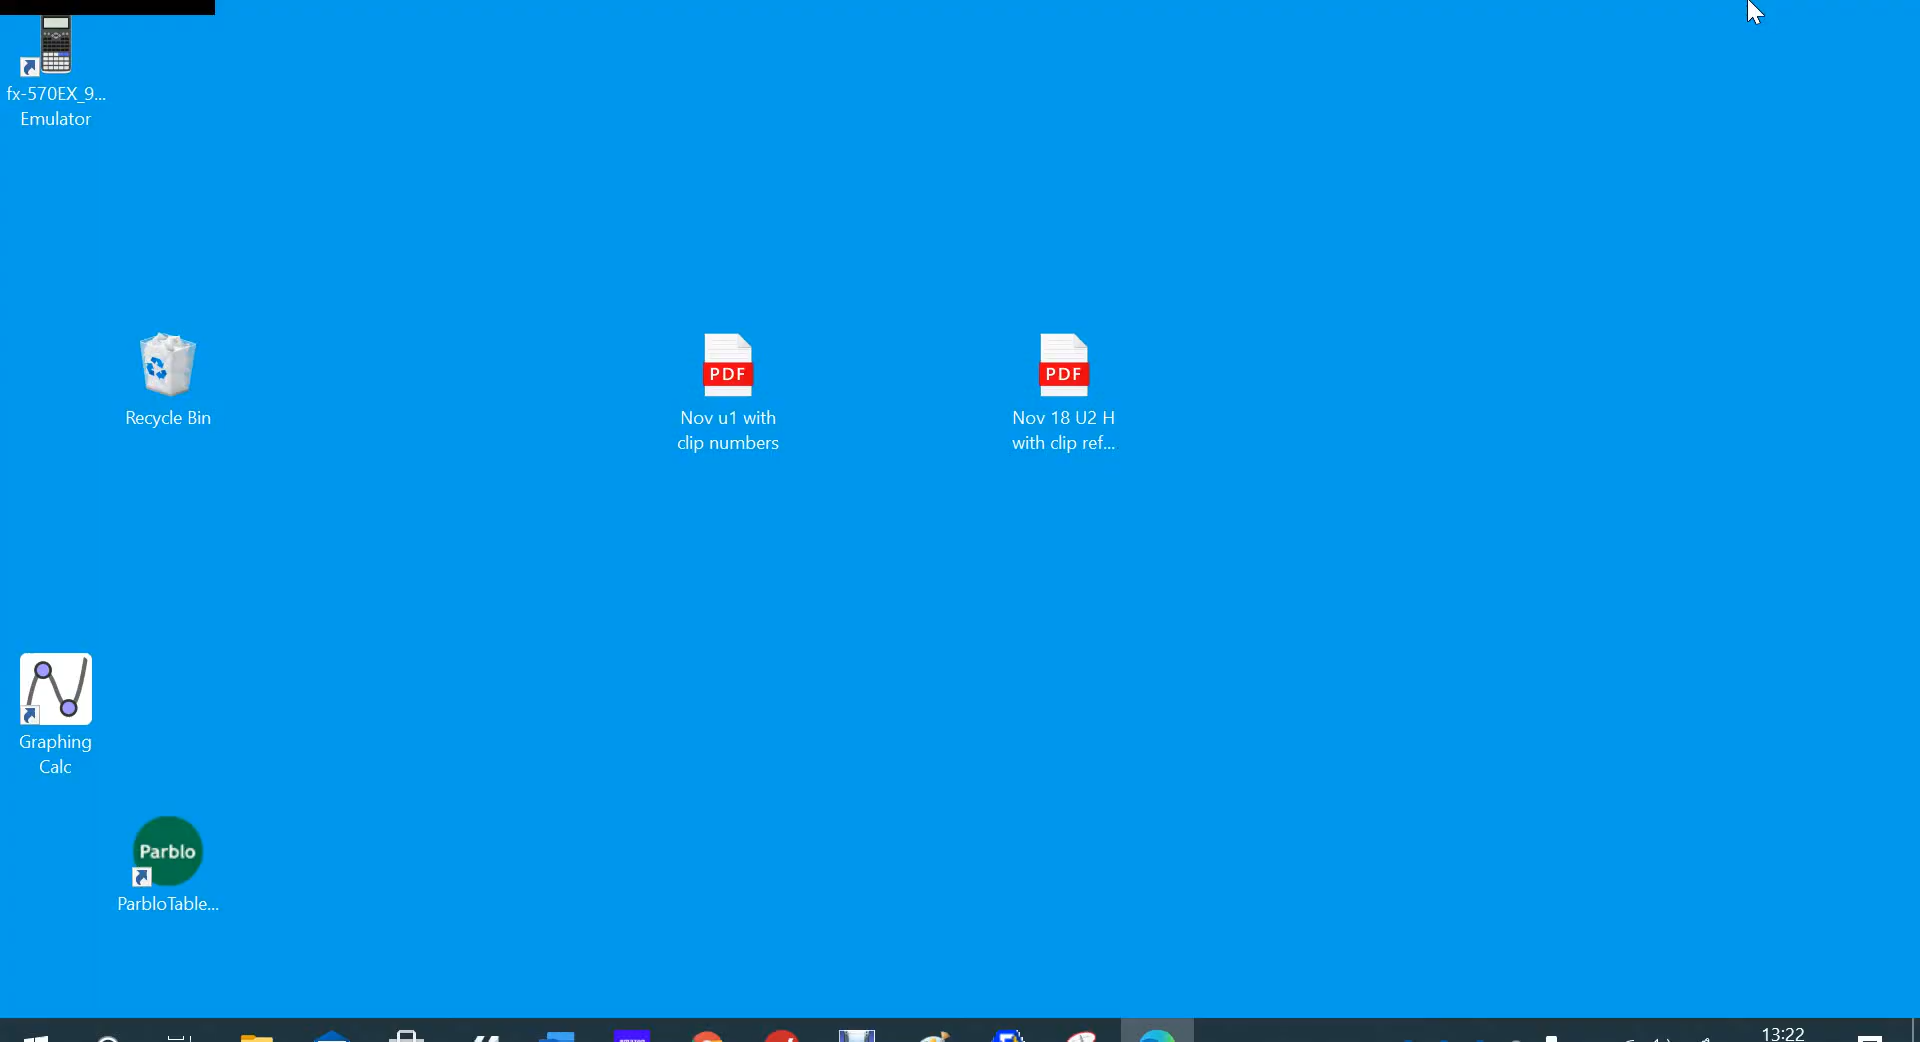 fx-570EX_9...
Emulator
Recycle Bin
PDF
Nov u1 with
clip numbers
PDF
Nov 18 U2 H
with clip ref...
Graphing
Calc
Parblo
ParbloTable...
amazon
13:22